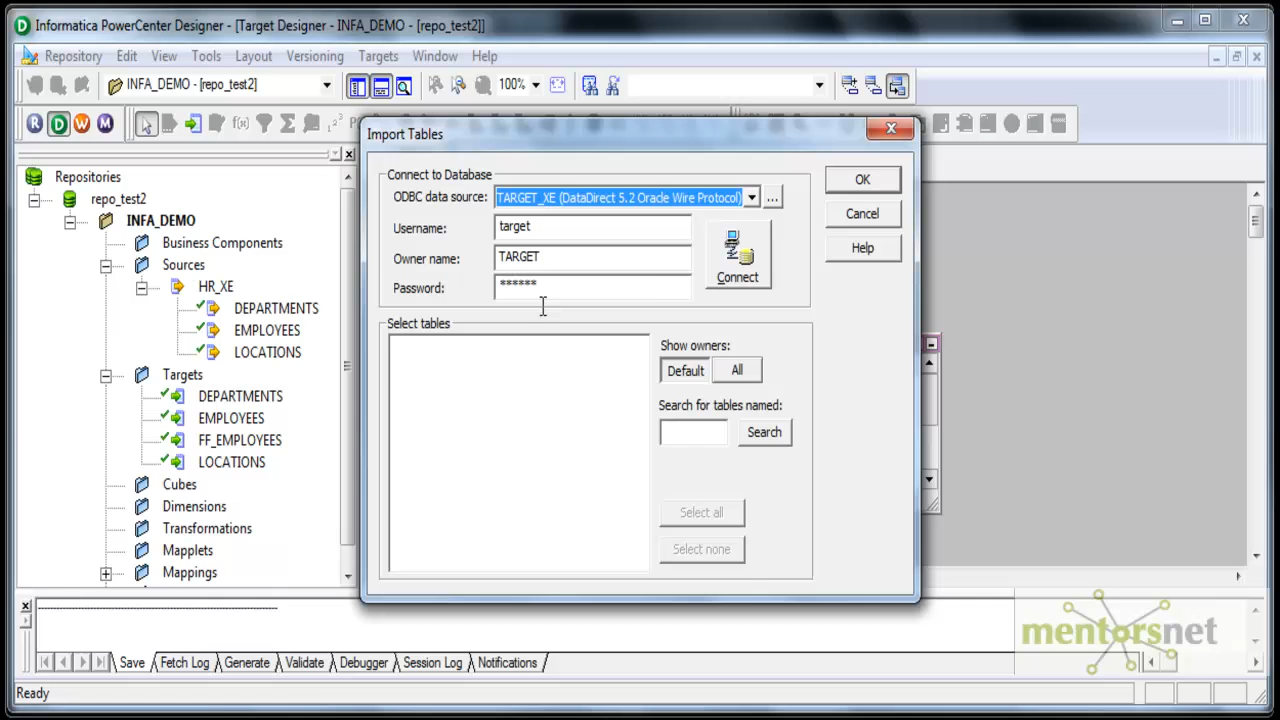 Informatica PowerCenter Designer - [Target Designer - INFA_DEMO - [repo_test2]]
Repository Edit View Tools Layout Versioning Targets Window Help
INFA_DEMO - [repo_test2] 100%
R D W M f(x)
Import Tables
Connect to Database
ODBC data source: TARGET_XE (DataDirect 5.2 Oracle Wire Protocol) ...
Username: target
Owner name: TARGET
Password: ******
Connect
OK
Cancel
Help
Select tables
Show owners:
Default All
Search for tables named:
Search
Select all
Select none
Repositories
repo_test2
INFA_DEMO
Business Components
Sources
HR_XE
DEPARTMENTS
EMPLOYEES
LOCATIONS
Targets
DEPARTMENTS
EMPLOYEES
FF_EMPLOYEES
LOCATIONS
Cubes
Dimensions
Transformations
Mapplets
Mappings
mentorsnet
Save Fetch Log Generate Validate Debugger Session Log Notifications
Ready